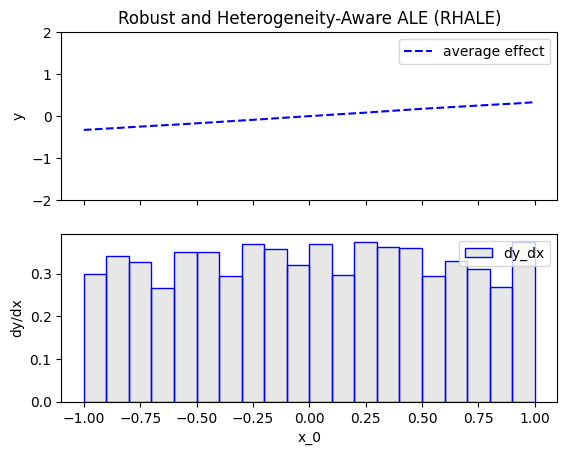 Robust and Heterogeneity-Aware ALE (RHALE)
2
average effect
1
y
0
−1
−2
dy_dx
0.3
dy/dx
0.2
0.1
0.0
−1.00 −0.75 −0.50 −0.25 0.00 0.25 0.50 0.75 1.00
x_0